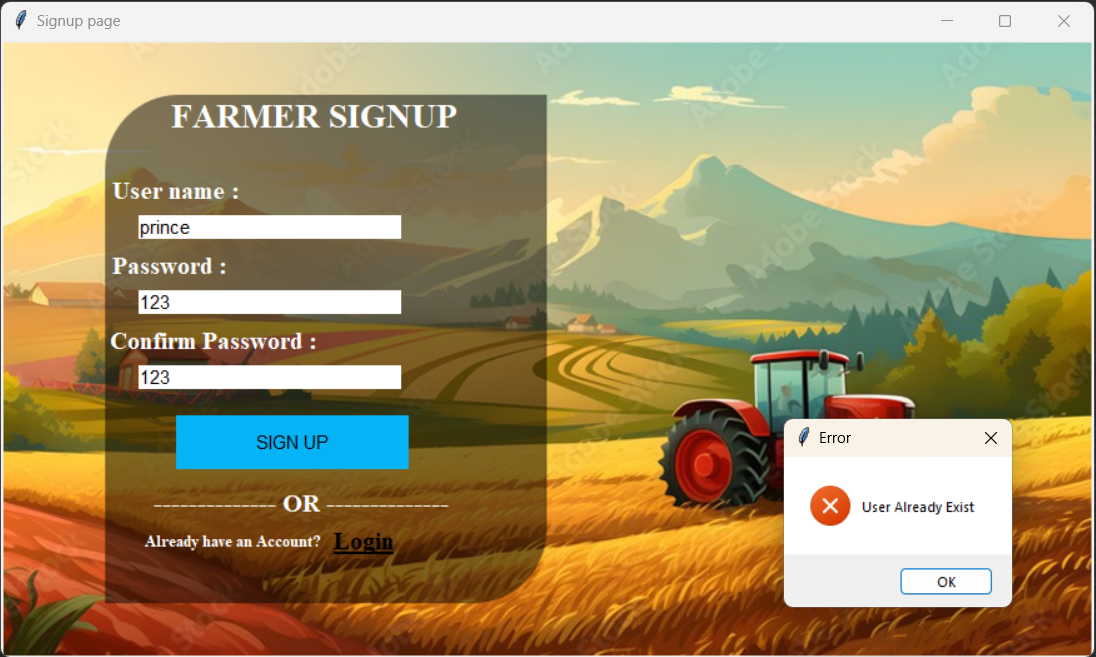 Signup page
FARMER SIGNUP
User name :
prince
Password :
123
Confirm Password :
123
SIGN UP
-------------- OR --------------
Already have an Account? Login
Error
User Already Exist
OK
Adobe Stock